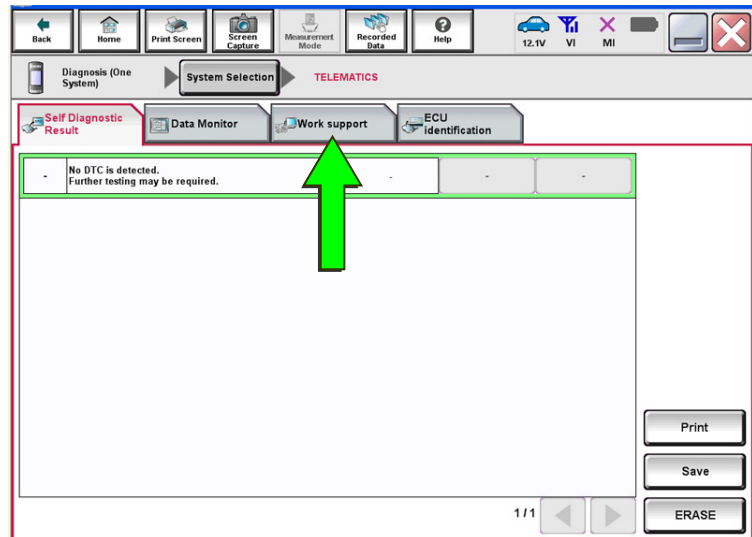 Back
Home
Print Screen
Screen
Capture
Measurement
Mode
Recorded
Data
Help
12.1V
VI
MI
Diagnosis (One
System)
System Selection
TELEMATICS
Self Diagnostic
Result
Data Monitor
Work support
ECU
identification
-
No DTC is detected.
Further testing may be required.
-
-
-
Print
Save
1/1
ERASE